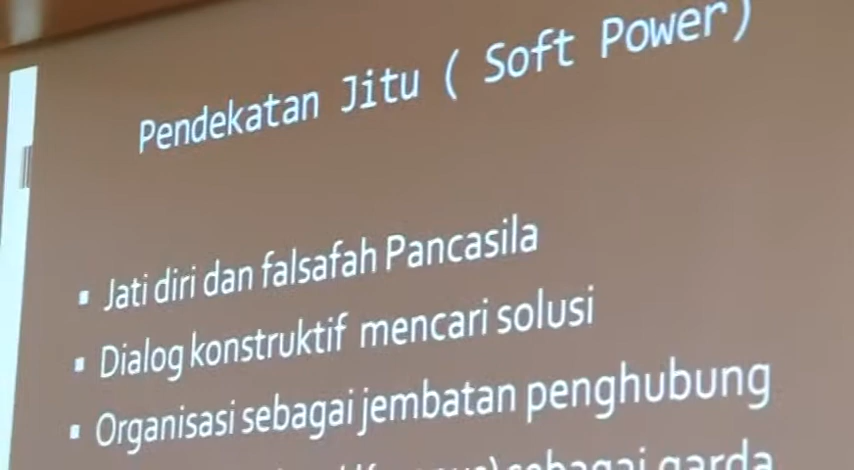 Pendekatan Jitu ( Soft Power)
▪ Jati diri dan falsafah Pancasila
▪ Dialog konstruktif mencari solusi
▪ Organisasi sebagai jembatan penghubung
sebagai garda